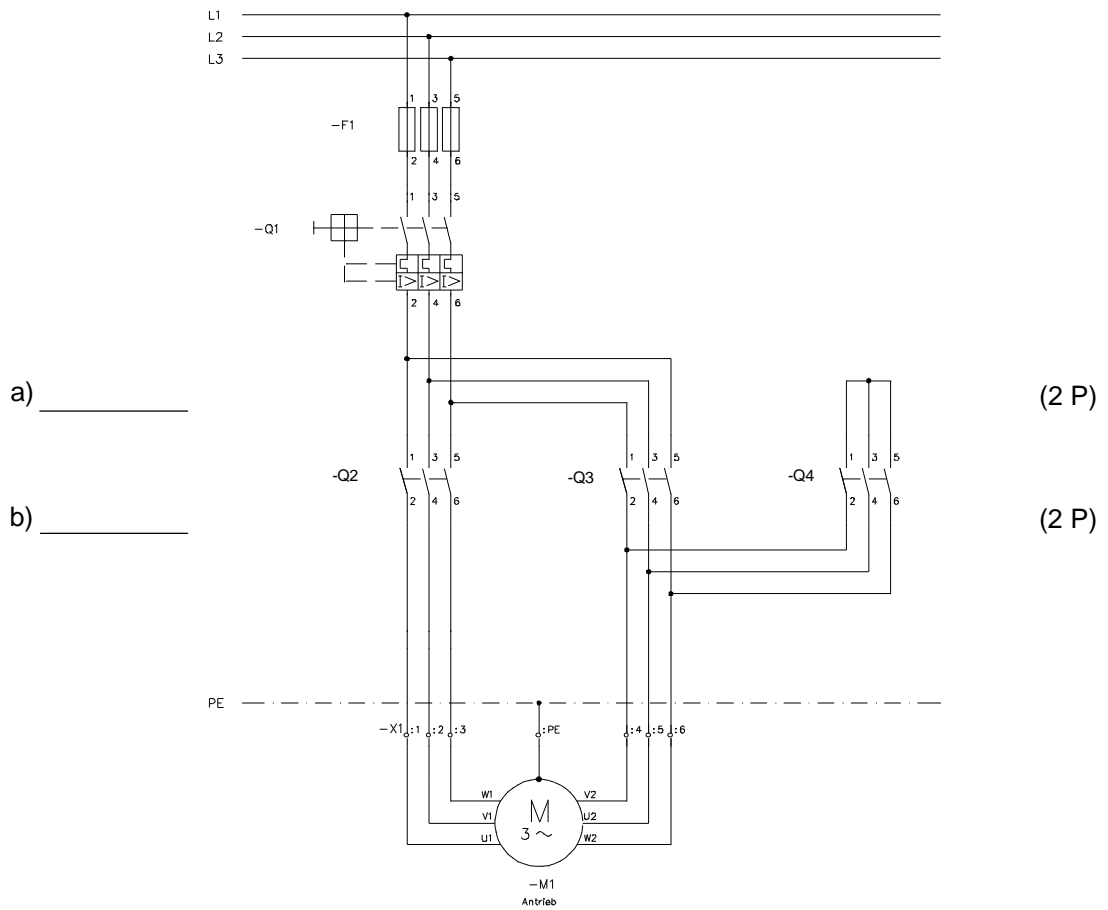 L1
L2
L3
1 3 5
-F1
2 4 6
1 3 5
-Q1
I> I> I>
2 4 6
a) (2 P)
1 3 5 1 3 5 1 3 5
-Q2 -Q3 -Q4
2 4 6 2 4 6 2 4 6
b) (2 P)
PE
-X1 :1 :2 :3 :PE :4 :5 :6
W1 M V2
V1 3 ~ U2
U1 W2
-M1
Antrieb